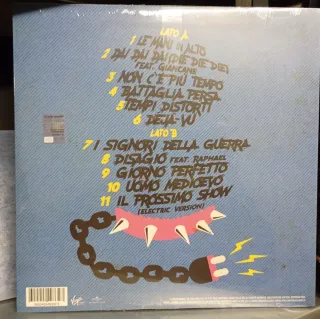 LATO A
1 LE MANI IN ALTO
2 DAI DAI DAI (DIE DIE DIE)
FEAT. GIANCANE
3 NON C'È PIÙ TEMPO
4 BATTAGLIA PERSA
5 TEMPI DISTORTI
6 DEJA-VU
LATO B
7 I SIGNORI DELLA GUERRA
8 DISAGIO FEAT. RAPHAEL
9 GIORNO PERFETTO
10 UOMO MEDIOEVO
11 IL PROSSIMO SHOW
(ELECTRIC VERSION)
Virgin